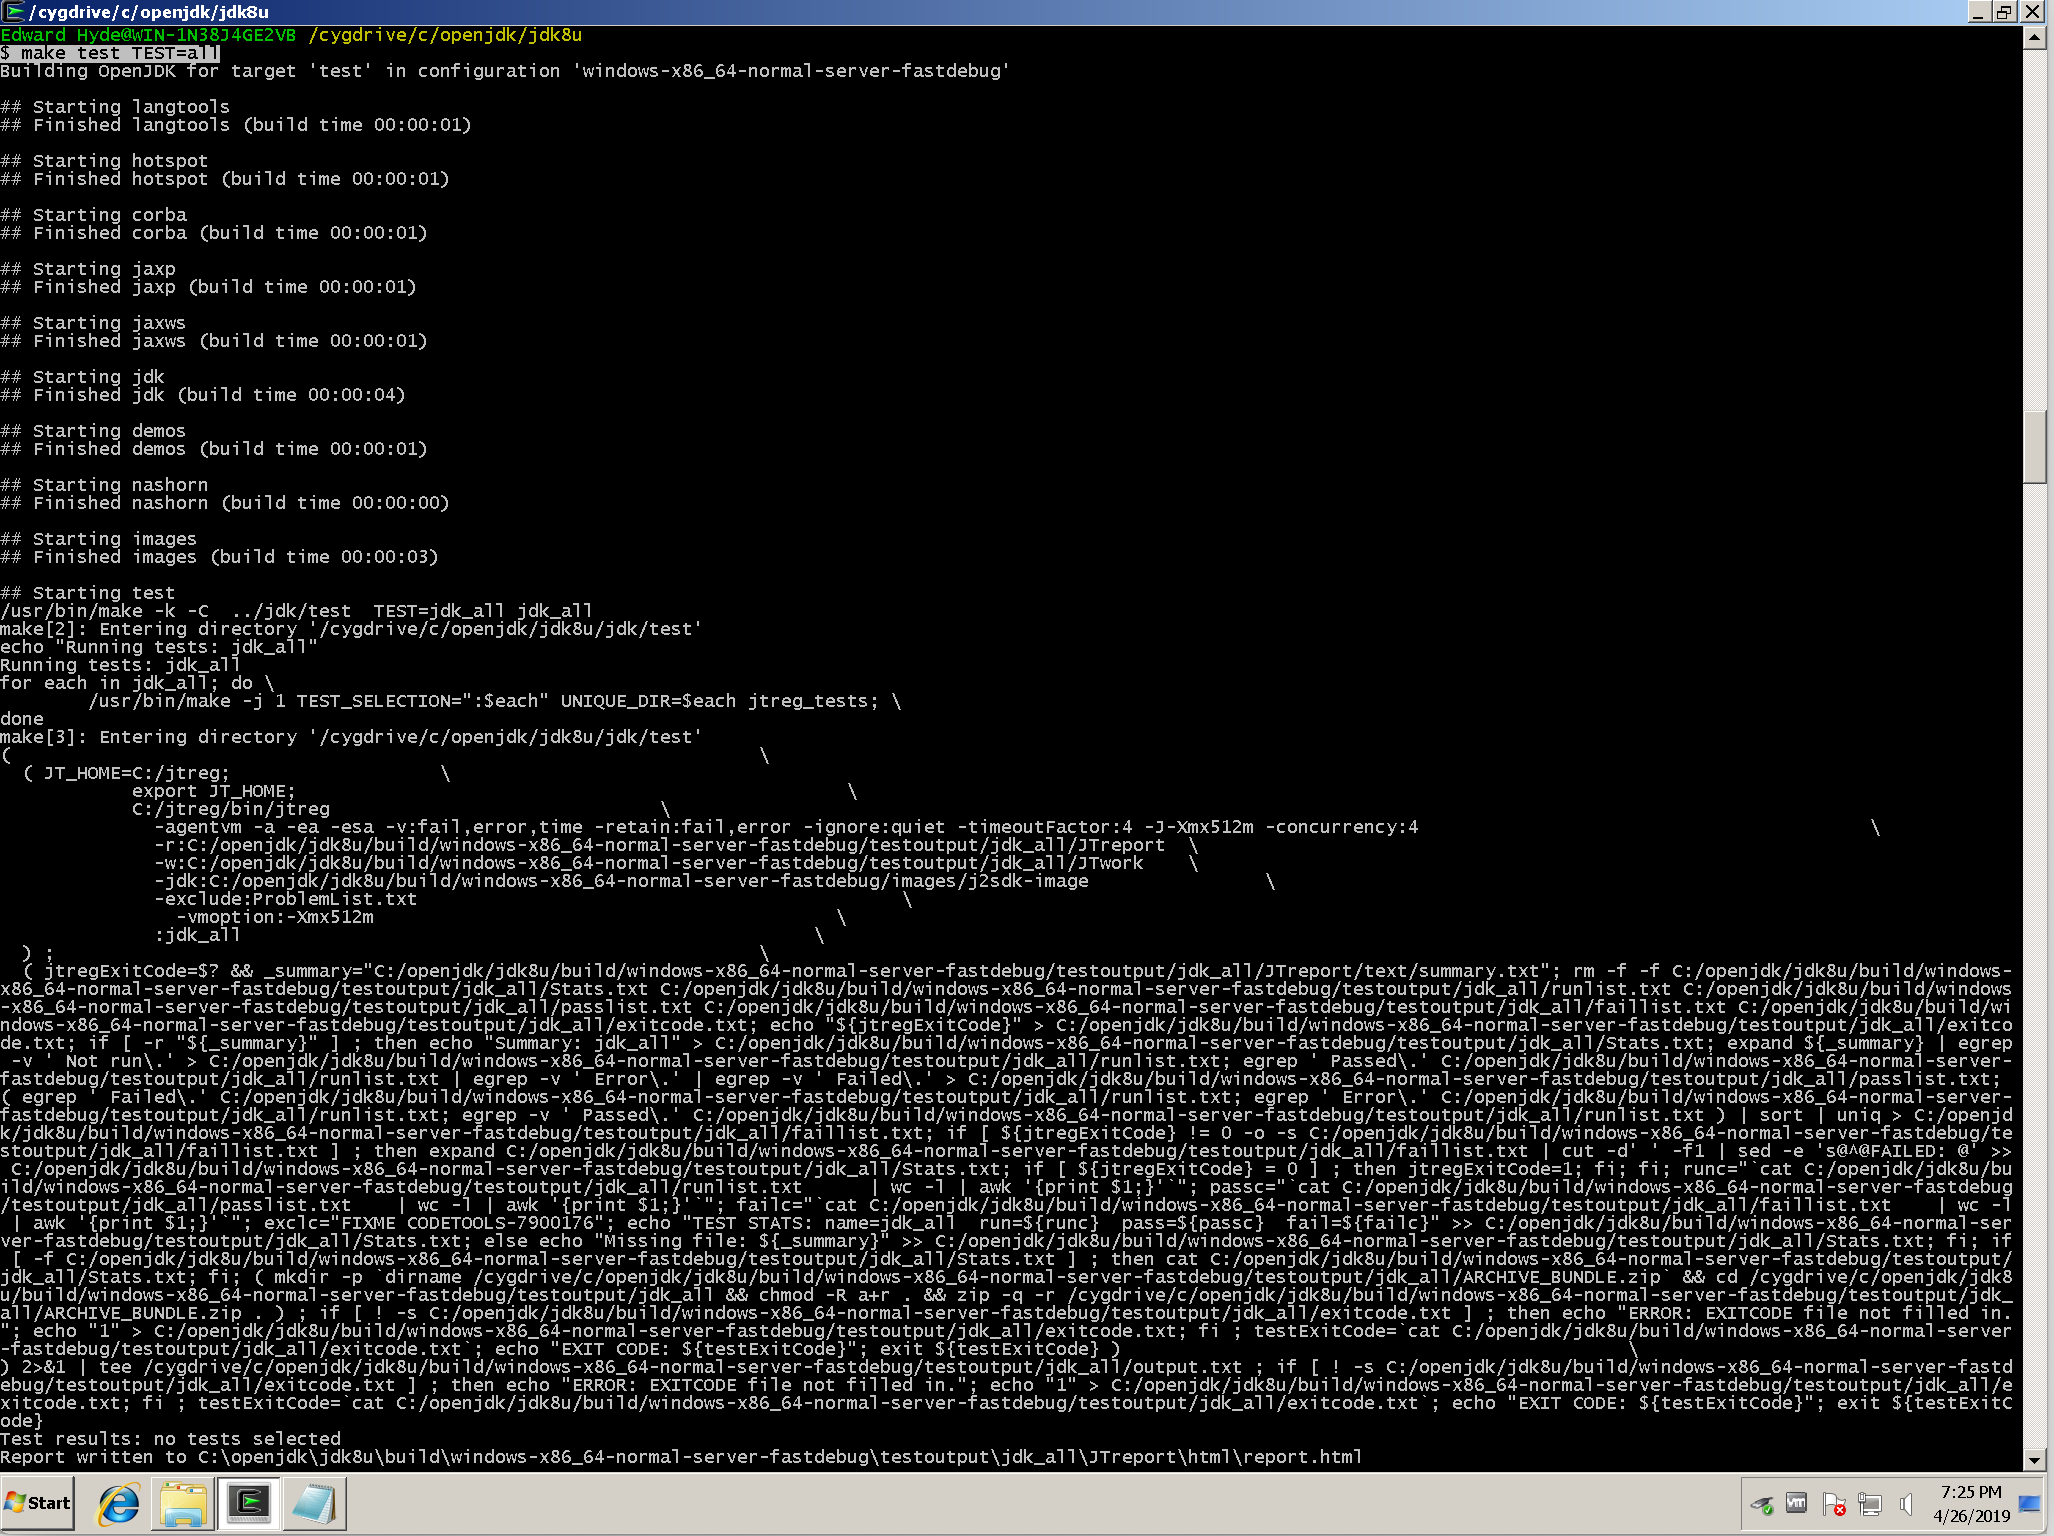 /cygdrive/c/openjdk/jdk8u
Edward Hyde@WIN-1N38J4GE2VB /cygdrive/c/openjdk/jdk8u
$ make test TEST=all
Building OpenJDK for target 'test' in configuration 'windows-x86_64-normal-server-fastdebug'
## Starting langtools
## Finished langtools (build time 00:00:01)
## Starting hotspot
## Finished hotspot (build time 00:00:01)
## Starting corba
## Finished corba (build time 00:00:01)
## Starting jaxp
## Finished jaxp (build time 00:00:01)
## Starting jaxws
## Finished jaxws (build time 00:00:01)
## Starting jdk
## Finished jdk (build time 00:00:04)
## Starting demos
## Finished demos (build time 00:00:01)
## Starting nashorn
## Finished nashorn (build time 00:00:00)
## Starting images
## Finished images (build time 00:00:03)
## Starting test
/usr/bin/make -k -C  ../jdk/test  TEST=jdk_all jdk_all
make[2]: Entering directory '/cygdrive/c/openjdk/jdk8u/jdk/test'
echo "Running tests: jdk_all"
Running tests: jdk_all
for each in jdk_all; do \
/usr/bin/make -j 1 TEST_SELECTION=":$each" UNIQUE_DIR=$each jtreg_tests; \
done
make[3]: Entering directory '/cygdrive/c/openjdk/jdk8u/jdk/test'
( \
( JT_HOME=C:/jtreg; \
export JT_HOME; \
C:/jtreg/bin/jtreg \
-agentvm -a -ea -esa -v:fail,error,time -retain:fail,error -ignore:quiet -timeoutFactor:4 -J-Xmx512m -concurrency:4 \
-r:C:/openjdk/jdk8u/build/windows-x86_64-normal-server-fastdebug/testoutput/jdk_all/JTreport \
-w:C:/openjdk/jdk8u/build/windows-x86_64-normal-server-fastdebug/testoutput/jdk_all/JTwork \
-jdk:C:/openjdk/jdk8u/build/windows-x86_64-normal-server-fastdebug/images/j2sdk-image \
-exclude:ProblemList.txt \
-vmoption:-Xmx512m \
:jdk_all \
) ; \
( jtregExitCode=$? && _summary="C:/openjdk/jdk8u/build/windows-x86_64-normal-server-fastdebug/testoutput/jdk_all/JTreport/text/summary.txt"; rm -f -f C:/openjdk/jdk8u/build/windows-
x86_64-normal-server-fastdebug/testoutput/jdk_all/Stats.txt C:/openjdk/jdk8u/build/windows-x86_64-normal-server-fastdebug/testoutput/jdk_all/runlist.txt C:/openjdk/jdk8u/build/windows
-x86_64-normal-server-fastdebug/testoutput/jdk_all/passlist.txt C:/openjdk/jdk8u/build/windows-x86_64-normal-server-fastdebug/testoutput/jdk_all/faillist.txt C:/openjdk/jdk8u/build/wi
ndows-x86_64-normal-server-fastdebug/testoutput/jdk_all/exitcode.txt; echo "${jtregExitCode}" > C:/openjdk/jdk8u/build/windows-x86_64-normal-server-fastdebug/testoutput/jdk_all/exitco
de.txt; if [ -r "${_summary}" ] ; then echo "Summary: jdk_all" > C:/openjdk/jdk8u/build/windows-x86_64-normal-server-fastdebug/testoutput/jdk_all/Stats.txt; expand ${_summary} | egrep
-v ' Not run\.' > C:/openjdk/jdk8u/build/windows-x86_64-normal-server-fastdebug/testoutput/jdk_all/runlist.txt; egrep ' Passed\.' C:/openjdk/jdk8u/build/windows-x86_64-normal-server-
fastdebug/testoutput/jdk_all/runlist.txt | egrep -v ' Error\.' | egrep -v ' Failed\.' > C:/openjdk/jdk8u/build/windows-x86_64-normal-server-fastdebug/testoutput/jdk_all/passlist.txt;
( egrep ' Failed\.' C:/openjdk/jdk8u/build/windows-x86_64-normal-server-fastdebug/testoutput/jdk_all/runlist.txt; egrep ' Error\.' C:/openjdk/jdk8u/build/windows-x86_64-normal-server-
fastdebug/testoutput/jdk_all/runlist.txt; egrep -v ' Passed\.' C:/openjdk/jdk8u/build/windows-x86_64-normal-server-fastdebug/testoutput/jdk_all/runlist.txt ) | sort | uniq > C:/openjd
k/jdk8u/build/windows-x86_64-normal-server-fastdebug/testoutput/jdk_all/faillist.txt; if [ ${jtregExitCode} != 0 -o -s C:/openjdk/jdk8u/build/windows-x86_64-normal-server-fastdebug/te
stoutput/jdk_all/faillist.txt ] ; then expand C:/openjdk/jdk8u/build/windows-x86_64-normal-server-fastdebug/testoutput/jdk_all/faillist.txt | cut -d' ' -f1 | sed -e 's@^@FAILED: @' >>
C:/openjdk/jdk8u/build/windows-x86_64-normal-server-fastdebug/testoutput/jdk_all/Stats.txt; if [ ${jtregExitCode} = 0 ] ; then jtregExitCode=1; fi; fi; runc="`cat C:/openjdk/jdk8u/bu
ild/windows-x86_64-normal-server-fastdebug/testoutput/jdk_all/runlist.txt      | wc -l | awk '{print $1;}'`"; passc="`cat C:/openjdk/jdk8u/build/windows-x86_64-normal-server-fastdebug
/testoutput/jdk_all/passlist.txt    | wc -l | awk '{print $1;}'`"; failc="`cat C:/openjdk/jdk8u/build/windows-x86_64-normal-server-fastdebug/testoutput/jdk_all/faillist.txt    | wc -l
| awk '{print $1;}'`"; exclc="FIXME CODETOOLS-7900176"; echo "TEST STATS: name=jdk_all  run=${runc}  pass=${passc}  fail=${failc}" >> C:/openjdk/jdk8u/build/windows-x86_64-normal-ser
ver-fastdebug/testoutput/jdk_all/Stats.txt; else echo "Missing file: ${_summary}" >> C:/openjdk/jdk8u/build/windows-x86_64-normal-server-fastdebug/testoutput/jdk_all/Stats.txt; fi; if
[ -f C:/openjdk/jdk8u/build/windows-x86_64-normal-server-fastdebug/testoutput/jdk_all/Stats.txt ] ; then cat C:/openjdk/jdk8u/build/windows-x86_64-normal-server-fastdebug/testoutput/
jdk_all/Stats.txt; fi; ( mkdir -p `dirname /cygdrive/c/openjdk/jdk8u/build/windows-x86_64-normal-server-fastdebug/testoutput/jdk_all/ARCHIVE_BUNDLE.zip` && cd /cygdrive/c/openjdk/jdk8
u/build/windows-x86_64-normal-server-fastdebug/testoutput/jdk_all && chmod -R a+r . && zip -q -r /cygdrive/c/openjdk/jdk8u/build/windows-x86_64-normal-server-fastdebug/testoutput/jdk_
all/ARCHIVE_BUNDLE.zip . ) ; if [ ! -s C:/openjdk/jdk8u/build/windows-x86_64-normal-server-fastdebug/testoutput/jdk_all/exitcode.txt ] ; then echo "ERROR: EXITCODE file not filled in.
"; echo "1" > C:/openjdk/jdk8u/build/windows-x86_64-normal-server-fastdebug/testoutput/jdk_all/exitcode.txt; fi ; testExitCode=`cat C:/openjdk/jdk8u/build/windows-x86_64-normal-server
-fastdebug/testoutput/jdk_all/exitcode.txt`; echo "EXIT CODE: ${testExitCode}"; exit ${testExitCode} ) \
) 2>&1 | tee /cygdrive/c/openjdk/jdk8u/build/windows-x86_64-normal-server-fastdebug/testoutput/jdk_all/output.txt ; if [ ! -s C:/openjdk/jdk8u/build/windows-x86_64-normal-server-fastd
ebug/testoutput/jdk_all/exitcode.txt ] ; then echo "ERROR: EXITCODE file not filled in."; echo "1" > C:/openjdk/jdk8u/build/windows-x86_64-normal-server-fastdebug/testoutput/jdk_all/e
xitcode.txt; fi ; testExitCode=`cat C:/openjdk/jdk8u/build/windows-x86_64-normal-server-fastdebug/testoutput/jdk_all/exitcode.txt`; echo "EXIT CODE: ${testExitCode}"; exit ${testExitC
ode}
Test results: no tests selected
Report written to C:\openjdk\jdk8u\build\windows-x86_64-normal-server-fastdebug\testoutput\jdk_all\JTreport\html\report.html
Start
vm
7:25 PM
4/26/2019